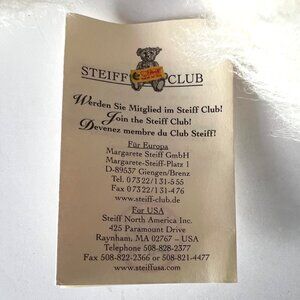 STEIFF CLUB
Werden Sie Mitglied im Steiff Club!
Join the Steiff Club!
Devenez membre du Club Steiff!
Für Europa
Margarete Steiff GmbH
Margarete-Steiff-Platz 1
D-89537 Giengen/Brenz
Tel. 07322/131-555
Fax 07322/131-476
www.steiff-club.de
For USA
Steiff North America Inc.
425 Paramount Drive
Raynham, MA 02767 – USA
Telephone 508-828-2377
Fax 508-822-2366 or 508-821-4477
www.steiffusa.com